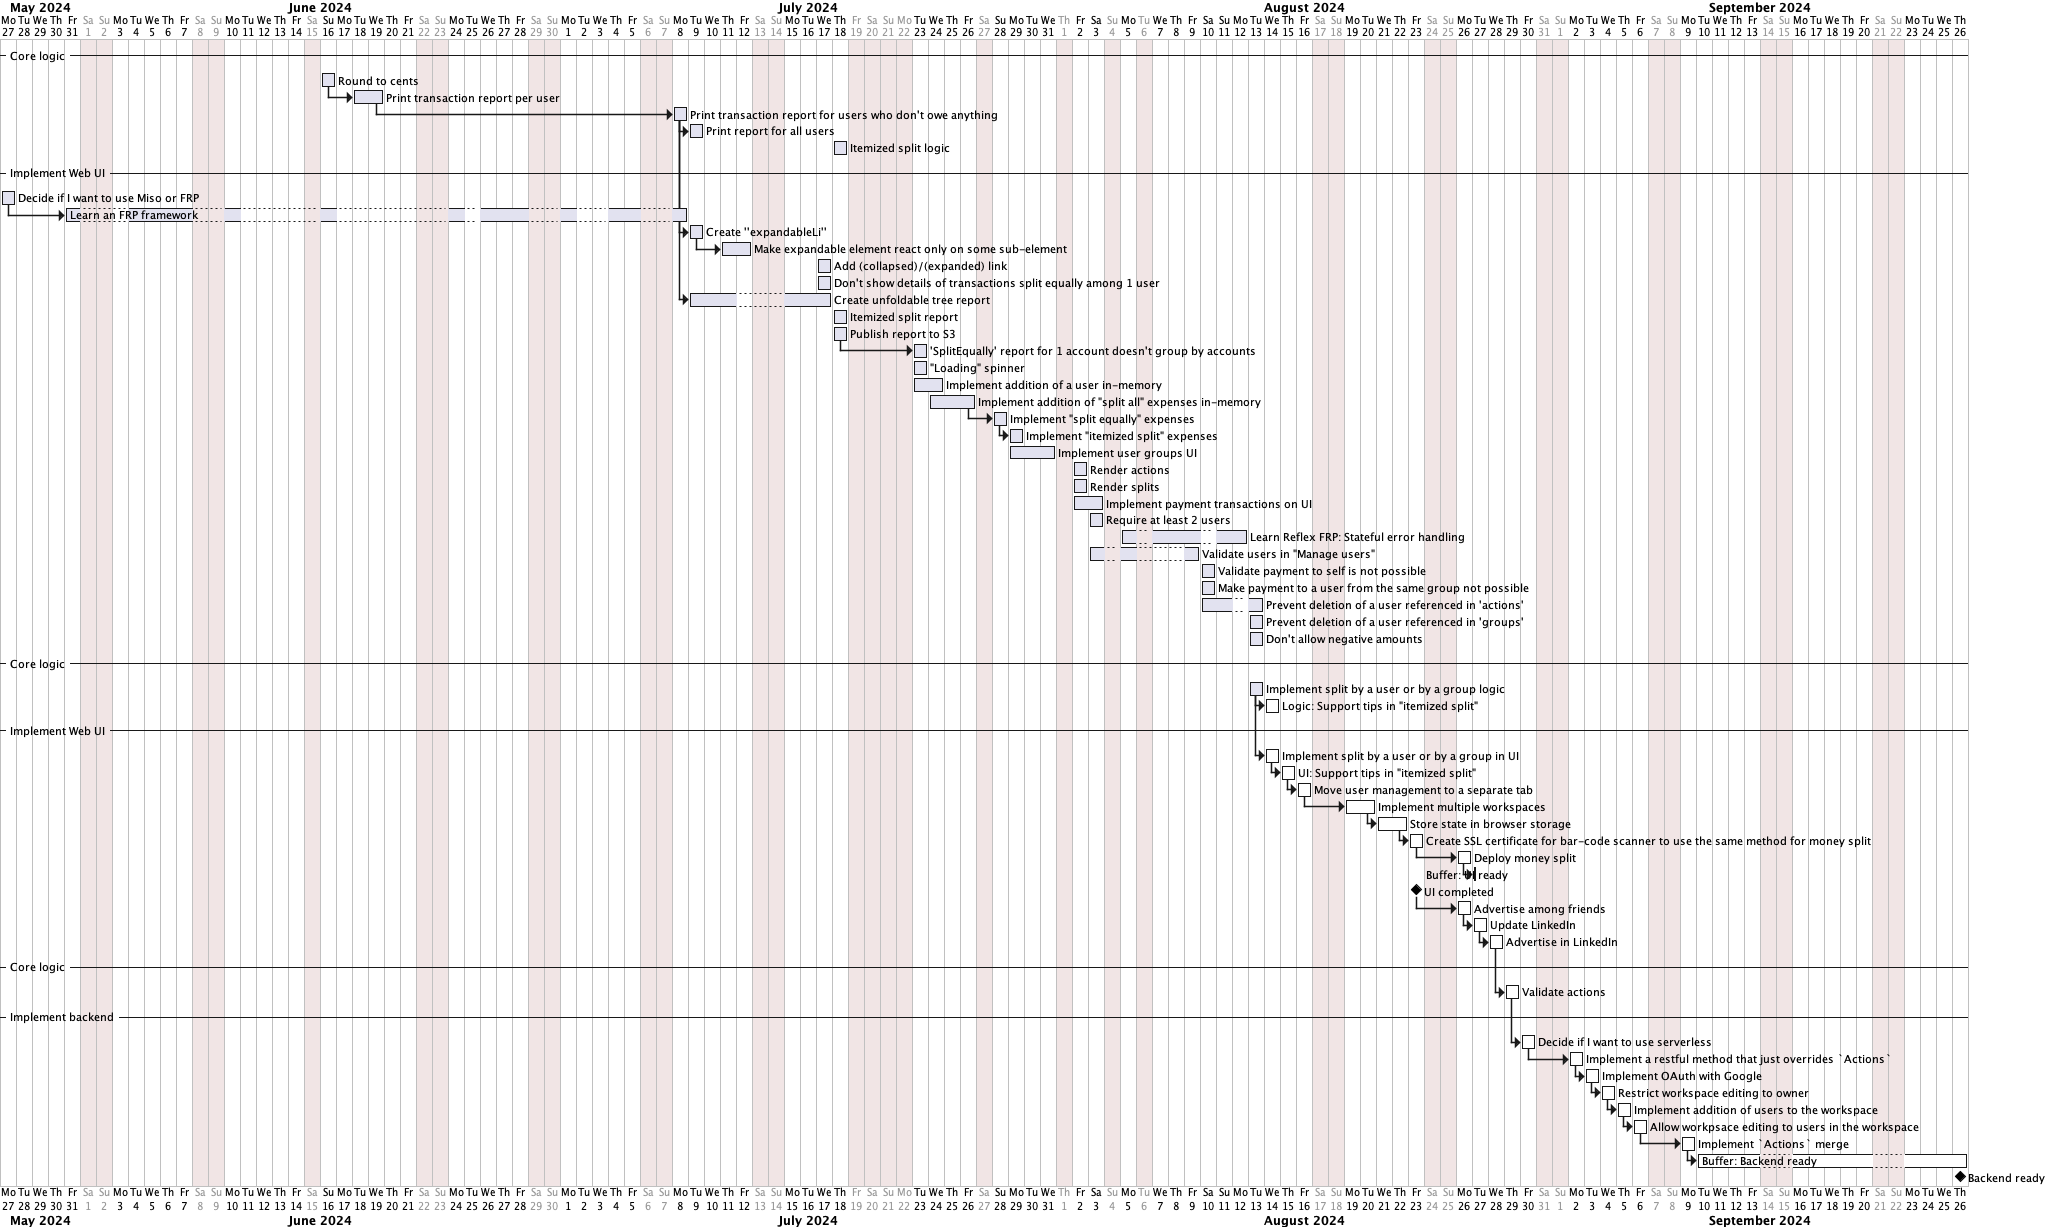 May 2024 June 2024 July 2024 August 2024 September 2024
Mo Tu We Th Fr Sa Su Mo Tu We Th Fr Sa Su Mo Tu We Th Fr Sa Su Mo Tu We Th Fr Sa Su Mo Tu We Th Fr Sa Su Mo Tu We Th Fr Sa Su Mo Tu We Th Fr Sa Su Mo Tu We Th Fr Sa Su Mo Tu We Th Fr Sa Su Mo Tu We Th Fr Sa Su Mo Tu We Th Fr Sa Su Mo Tu We Th Fr Sa Su Mo Tu We Th Fr Sa Su Mo Tu We Th Fr Sa Su Mo Tu We Th Fr Sa Su Mo Tu We Th Fr Sa Su Mo Tu We Th Fr Sa Su Mo Tu We Th
27 28 29 30 31 1 2 3 4 5 6 7 8 9 10 11 12 13 14 15 16 17 18 19 20 21 22 23 24 25 26 27 28 29 30 1 2 3 4 5 6 7 8 9 10 11 12 13 14 15 16 17 18 19 20 21 22 23 24 25 26 27 28 29 30 31 1 2 3 4 5 6 7 8 9 10 11 12 13 14 15 16 17 18 19 20 21 22 23 24 25 26 27 28 29 30 31 1 2 3 4 5 6 7 8 9 10 11 12 13 14 15 16 17 18 19 20 21 22 23 24 25 26
Core logic
Round to cents
Print transaction report per user
Print transaction report for users who don't owe anything
Print report for all users
Itemized split logic
Implement Web UI
Decide if I want to use Miso or FRP
Learn an FRP framework
Create "expandableLi"
Make expandable element react only on some sub-element
Add (collapsed)/(expanded) link
Don't show details of transactions split equally among 1 user
Create unfoldable tree report
Itemized split report
Publish report to S3
'SplitEqually' report for 1 account doesn't group by accounts
"Loading" spinner
Implement addition of a user in-memory
Implement addition of "split all" expenses in-memory
Implement "split equally" expenses
Implement "itemized split" expenses
Implement user groups UI
Render actions
Render splits
Implement payment transactions on UI
Require at least 2 users
Learn Reflex FRP: Stateful error handling
Validate users in "Manage users"
Validate payment to self is not possible
Make payment to a user from the same group not possible
Prevent deletion of a user referenced in 'actions'
Prevent deletion of a user referenced in 'groups'
Don't allow negative amounts
Core logic
Implement split by a user or by a group logic
Logic: Support tips in "itemized split"
Implement Web UI
Implement split by a user or by a group in UI
UI: Support tips in "itemized split"
Move user management to a separate tab
Implement multiple workspaces
Store state in browser storage
Create SSL certificate for bar-code scanner to use the same method for money split
Deploy money split
Buffer: UI ready
UI completed
Advertise among friends
Update LinkedIn
Advertise in LinkedIn
Core logic
Validate actions
Implement backend
Decide if I want to use serverless
Implement a restful method that just overrides `Actions`
Implement OAuth with Google
Restrict workspace editing to owner
Implement addition of users to the workspace
Allow workpsace editing to users in the workspace
Implement `Actions` merge
Buffer: Backend ready
Backend ready
Mo Tu We Th Fr Sa Su Mo Tu We Th Fr Sa Su Mo Tu We Th Fr Sa Su Mo Tu We Th Fr Sa Su Mo Tu We Th Fr Sa Su Mo Tu We Th Fr Sa Su Mo Tu We Th Fr Sa Su Mo Tu We Th Fr Sa Su Mo Tu We Th Fr Sa Su Mo Tu We Th Fr Sa Su Mo Tu We Th Fr Sa Su Mo Tu We Th Fr Sa Su Mo Tu We Th Fr Sa Su Mo Tu We Th Fr Sa Su Mo Tu We Th Fr Sa Su Mo Tu We Th Fr Sa Su Mo Tu We Th Fr Sa Su Mo Tu We Th
27 28 29 30 31 1 2 3 4 5 6 7 8 9 10 11 12 13 14 15 16 17 18 19 20 21 22 23 24 25 26 27 28 29 30 1 2 3 4 5 6 7 8 9 10 11 12 13 14 15 16 17 18 19 20 21 22 23 24 25 26 27 28 29 30 31 1 2 3 4 5 6 7 8 9 10 11 12 13 14 15 16 17 18 19 20 21 22 23 24 25 26 27 28 29 30 31 1 2 3 4 5 6 7 8 9 10 11 12 13 14 15 16 17 18 19 20 21 22 23 24 25 26
May 2024 June 2024 July 2024 August 2024 September 2024